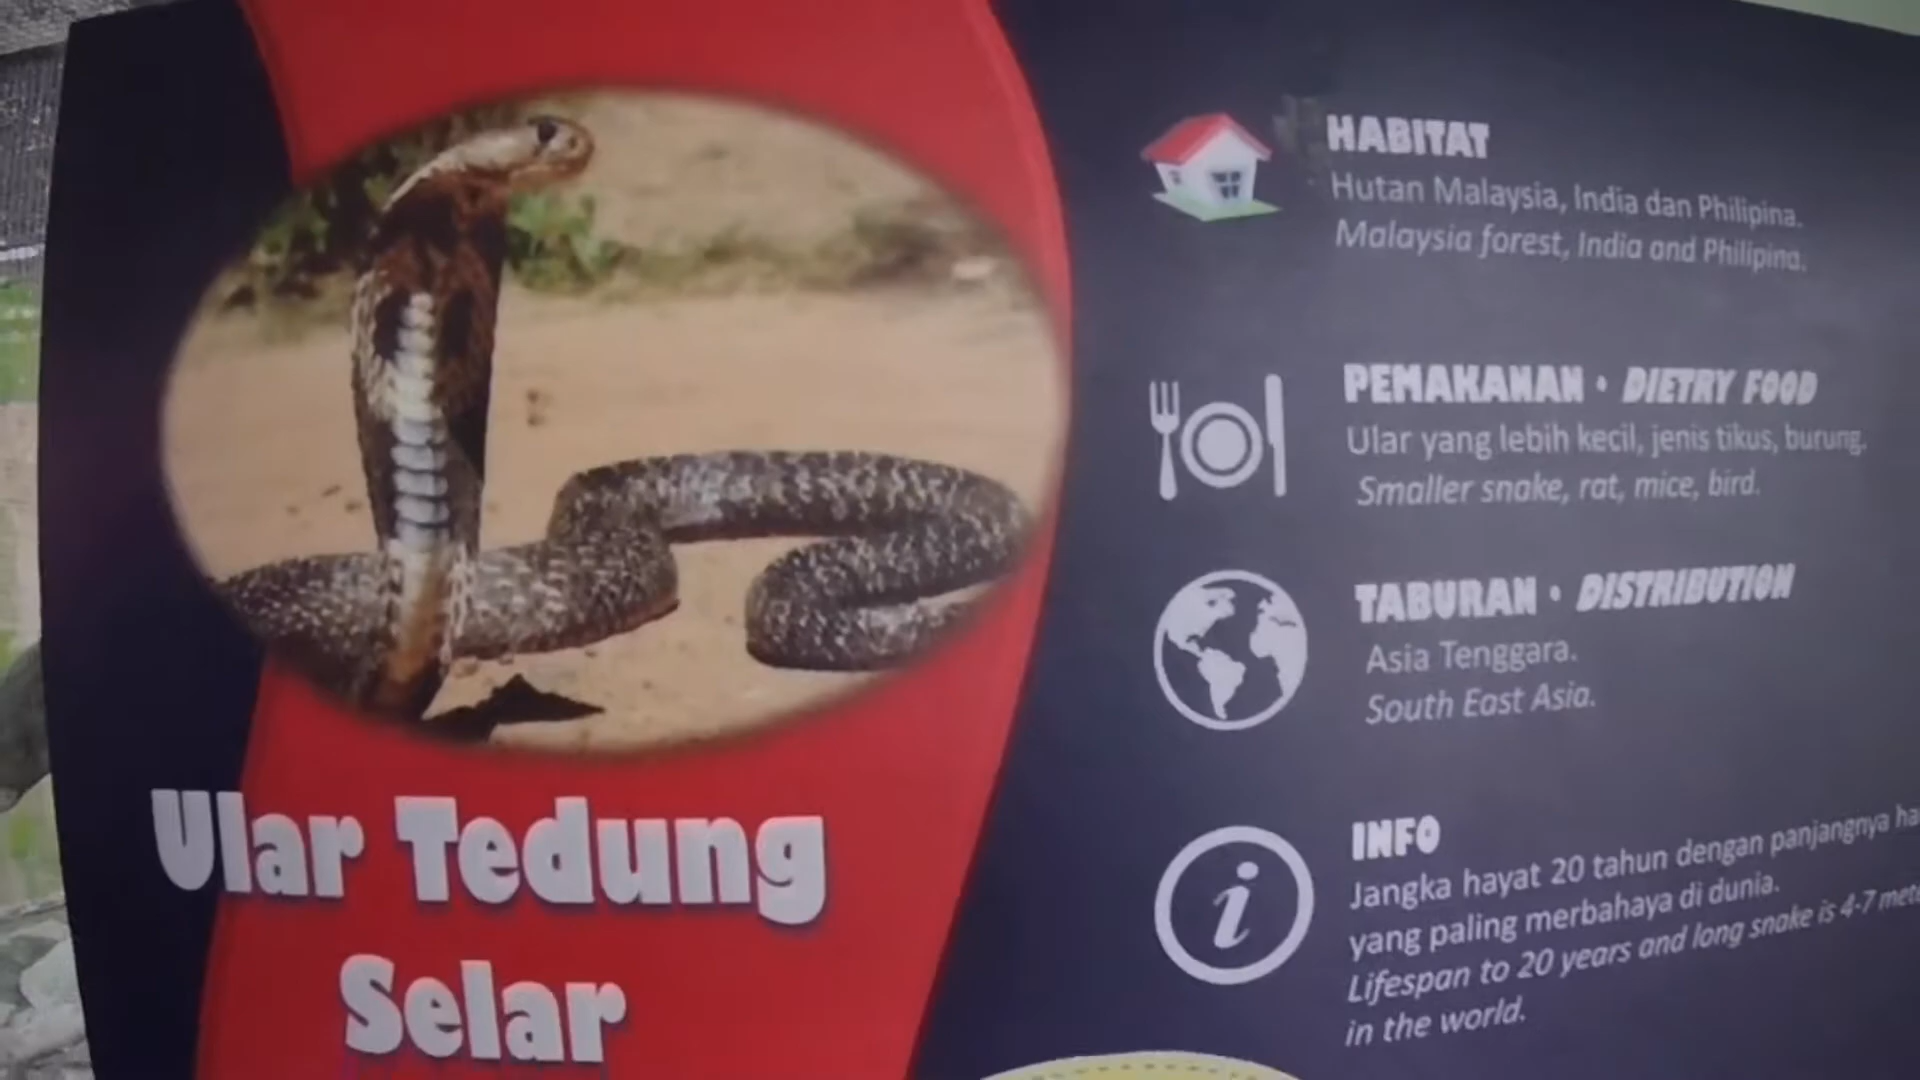 Ular Tedung
Selar
HABITAT
Hutan Malaysia, India dan Philipina.
Malaysia forest, India and Philipina.
PEMAKANAN • DIETRY FOOD
Ular yang lebih kecil, jenis tikus, burung.
Smaller snake, rat, mice, bird.
TABURAN • DISTRIBUTION
Asia Tenggara.
South East Asia.
INFO
Jangka hayat 20 tahun dengan panjangnya
yang paling merbahaya di dunia.
Lifespan to 20 years and long snake is 4-7
in the world.